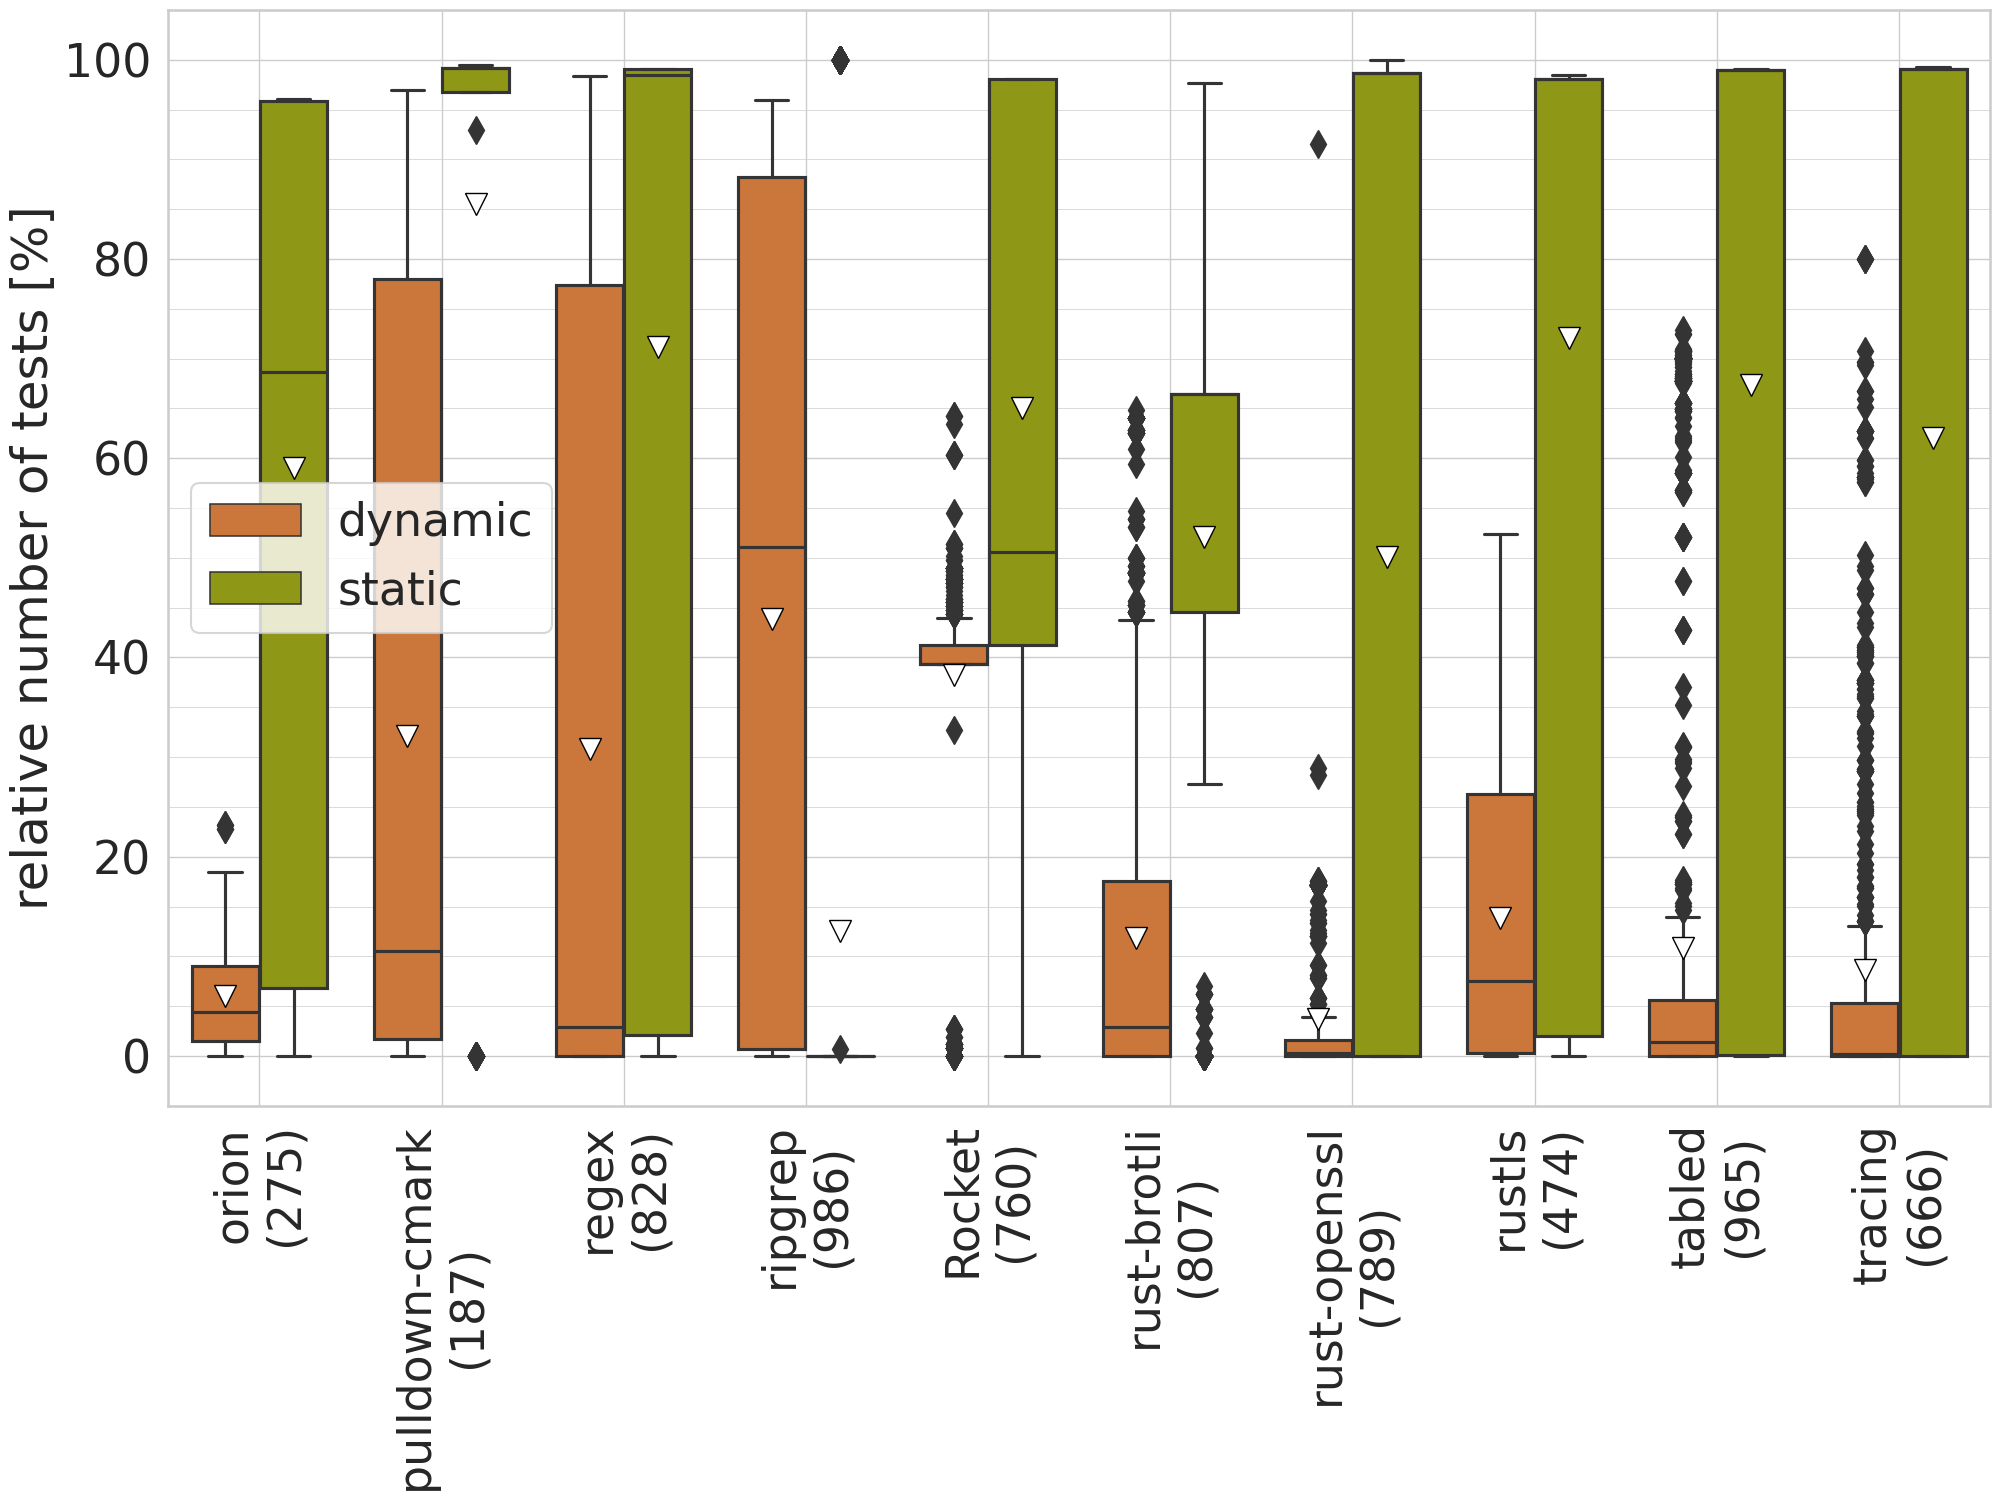 relative number of tests [%]
100
80
60
40
20
0
dynamic
static
orion
(275)
pulldown-cmark
(187)
regex
(828)
ripgrep
(986)
Rocket
(760)
rust-brotli
(807)
rust-openssl
(789)
rustls
(474)
tabled
(965)
tracing
(666)